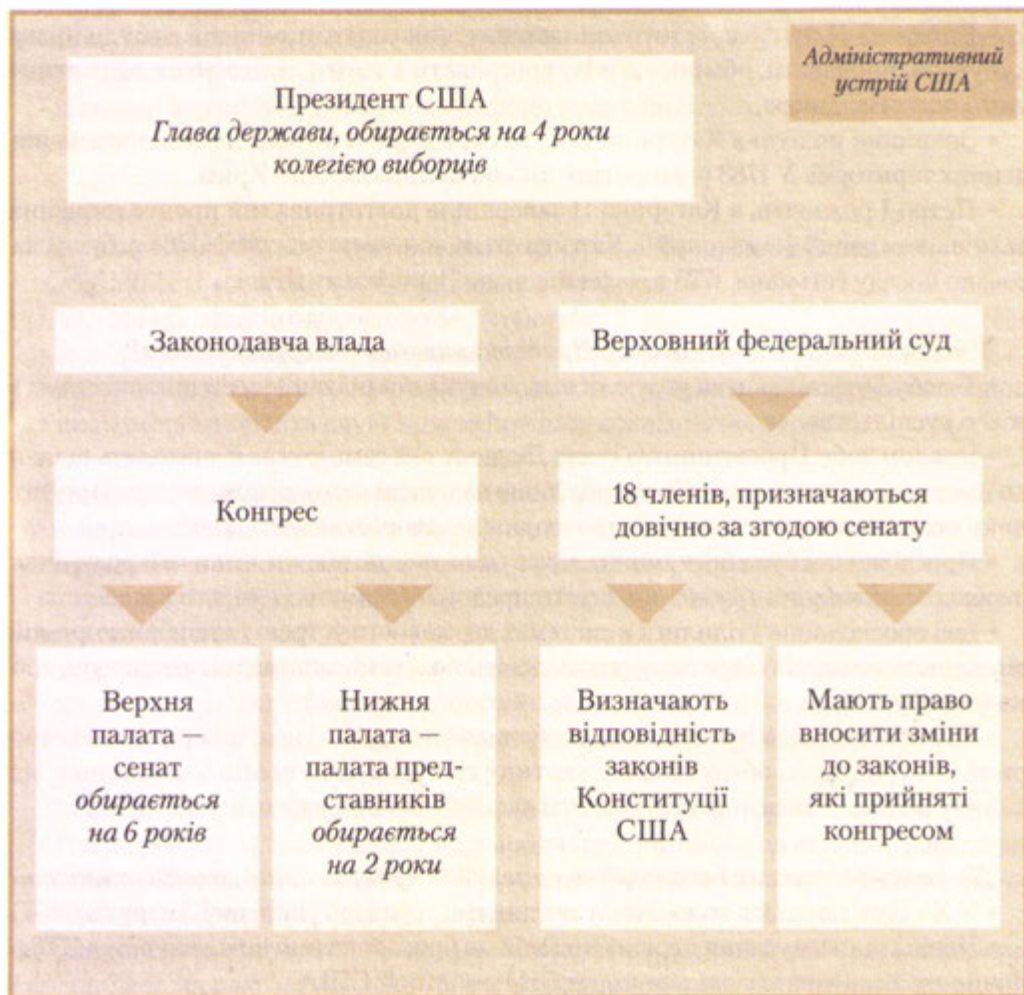 Адміністративний
устрій США
Президент США
Глава держави, обирається на 4 роки
колегією виборців
Законодавча влада
Верховний федеральний суд
Конгрес
18 членів, призначаються
довічно за згодою сенату
Верхня
палата —
сенат
обирається
на 6 років
Нижня
палата —
палата пред-
ставників
обирається
на 2 роки
Визначають
відповідність
законів
Конституції
США
Мають право
вносити зміни
до законів,
які прийняті
конгресом